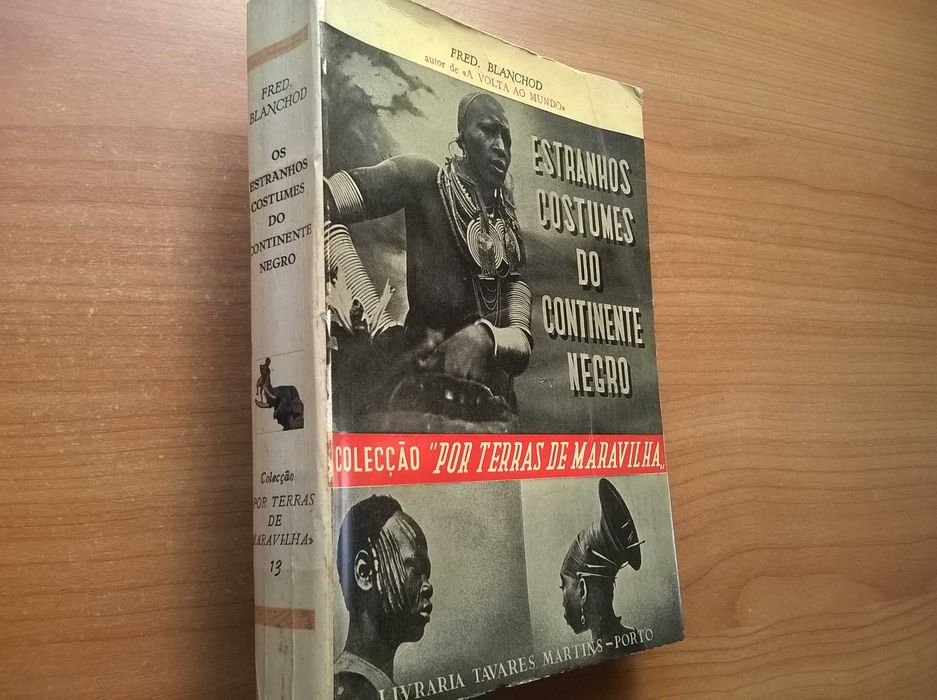 FRED.
BLANCHOD
OS
ESTRANHOS
COSTUMES
DO
CONTINENTE
NEGRO
Colecção
«POR TERRAS
DE
MARAVILHA»
13
FRED. BLANCHOD
autor de «A VOLTA AO MUNDO»
ESTRANHOS
COSTUMES
DO
CONTINENTE
NEGRO
COLECÇÃO "POR TERRAS DE MARAVILHA„
LIVRARIA TAVARES MARTINS-PORTO